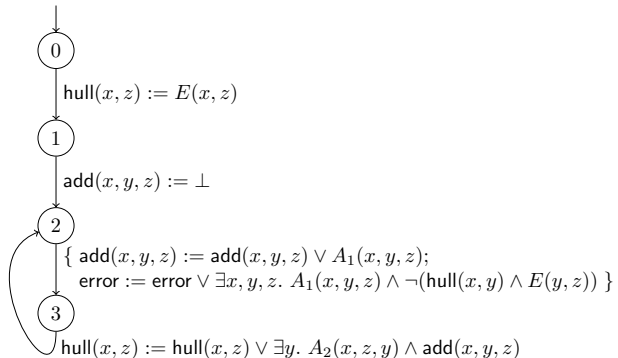 0
hull(x, z) := E(x, z)
1
add(x, y, z) := ⊥
2
{ add(x, y, z) := add(x, y, z) ∨ A₁(x, y, z);
error := error ∨ ∃x, y, z. A₁(x, y, z) ∧ ¬(hull(x, y) ∧ E(y, z)) }
3
hull(x, z) := hull(x, z) ∨ ∃y. A₂(x, z, y) ∧ add(x, y, z)